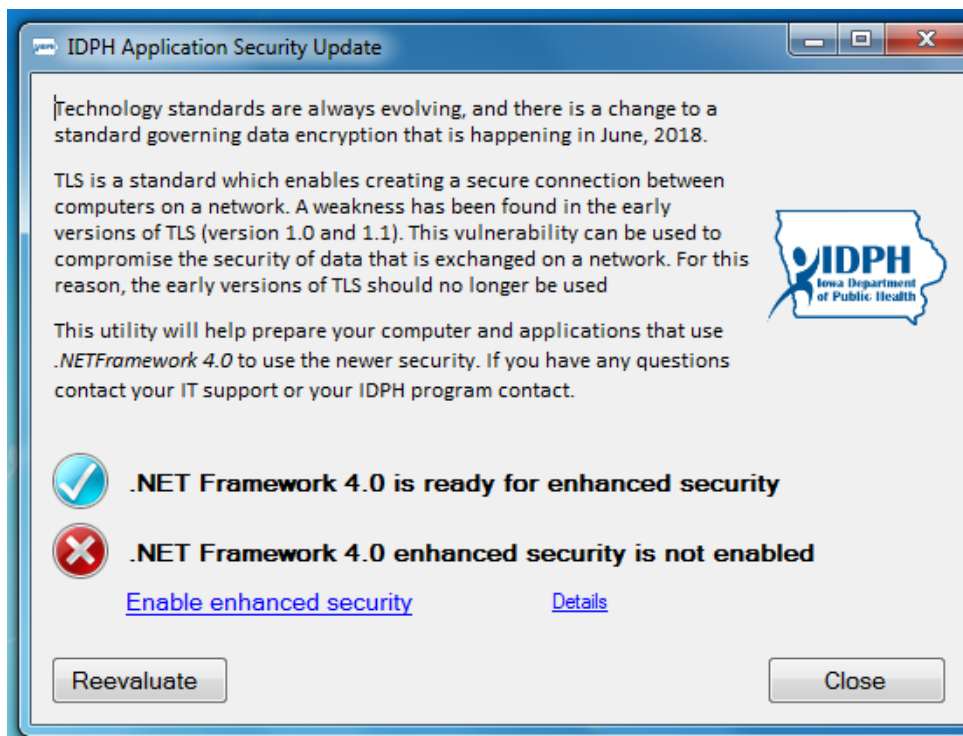 IDPH Application Security Update
Technology standards are always evolving, and there is a change to a
standard governing data encryption that is happening in June, 2018.
TLS is a standard which enables creating a secure connection between
computers on a network. A weakness has been found in the early
versions of TLS (version 1.0 and 1.1). This vulnerability can be used to
compromise the security of data that is exchanged on a network. For this
reason, the early versions of TLS should no longer be used
This utility will help prepare your computer and applications that use
.NETFramework 4.0 to use the newer security. If you have any questions
contact your IT support or your IDPH program contact.
IDPH
Iowa Department
of Public Health
.NET Framework 4.0 is ready for enhanced security
.NET Framework 4.0 enhanced security is not enabled
Enable enhanced security Details
Reevaluate Close